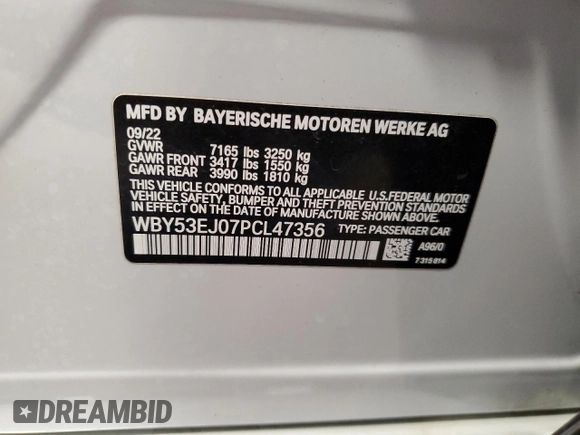 MFD BY BAYERISCHE MOTOREN WERKE AG
09/22
GVWR 7165 lbs 3250 kg
GAWR FRONT 3417 lbs 1550 kg
GAWR REAR 3990 lbs 1810 kg
THIS VEHICLE CONFORMS TO ALL APPLICABLE U.S.FEDERAL MOTOR
VEHICLE SAFETY, BUMPER, AND THEFT PREVENTION STANDARDS
IN EFFECT ON THE DATE OF MANUFACTURE SHOWN ABOVE.
WBY53EJ07PCL47356 TYPE: PASSENGER CAR
A96/0
7 315 814
DREAMBID